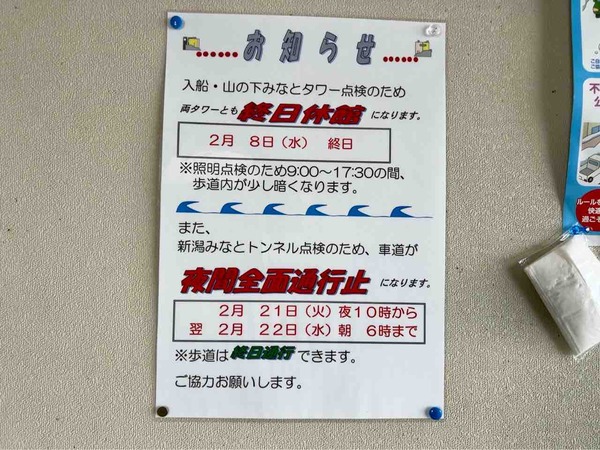 ......お知らせ......
入船・山の下みなとタワー点検のため
両タワーとも終日休館になります。
2月 8日(水) 終日
※照明点検のため9:00～17:30の間、
歩道内が少し暗くなります。
また、
新潟みなとトンネル点検のため、車道が
夜間全面通行止になります。
2月 21日(火)夜10時から
翌 2月 22日(水)朝 6時まで
※歩道は終日通行できます。
ご協力お願いします。
ルールを